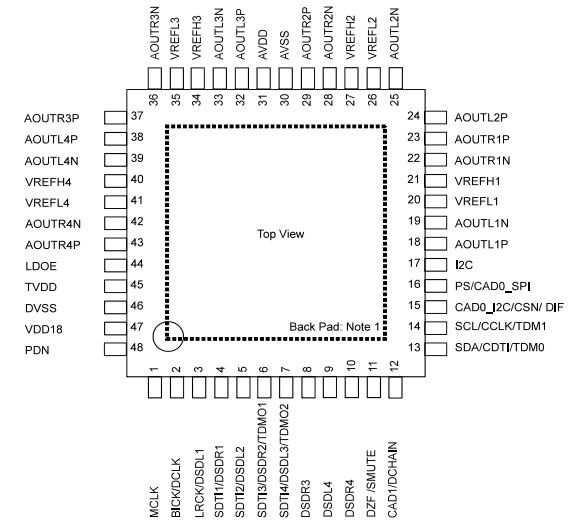 AOUTR3N
VREFL3
VREFH3
AOUTL3N
AOUTL3P
AVDD
AVSS
AOUTR2P
AOUTR2N
VREFH2
VREFL2
AOUTL2N
36
35
34
33
32
31
30
29
28
27
26
25
AOUTR3P 37
AOUTL4P 38
AOUTL4N 39
VREFH4 40
VREFL4 41
AOUTR4N 42
AOUTR4P 43
LDOE 44
TVDD 45
DVSS 46
VDD18 47
PDN 48
Top View
Back Pad: Note 1
24 AOUTL2P
23 AOUTR1P
22 AOUTR1N
21 VREFH1
20 VREFL1
19 AOUTL1N
18 AOUTL1P
17 I2C
16 PS/CAD0_SPI
15 CAD0_I2C/CSN/ DIF
14 SCL/CCLK/TDM1
13 SDA/CDTI/TDM0
1
2
3
4
5
6
7
8
9
10
11
12
MCLK
BICK/DCLK
LRCK/DSDL1
SDTI1/DSDR1
SDTI2/DSDL2
SDTI3/DSDR2/TDMO1
SDTI4/DSDL3/TDMO2
DSDR3
DSDL4
DSDR4
DZF /SMUTE
CAD1/DCHAIN